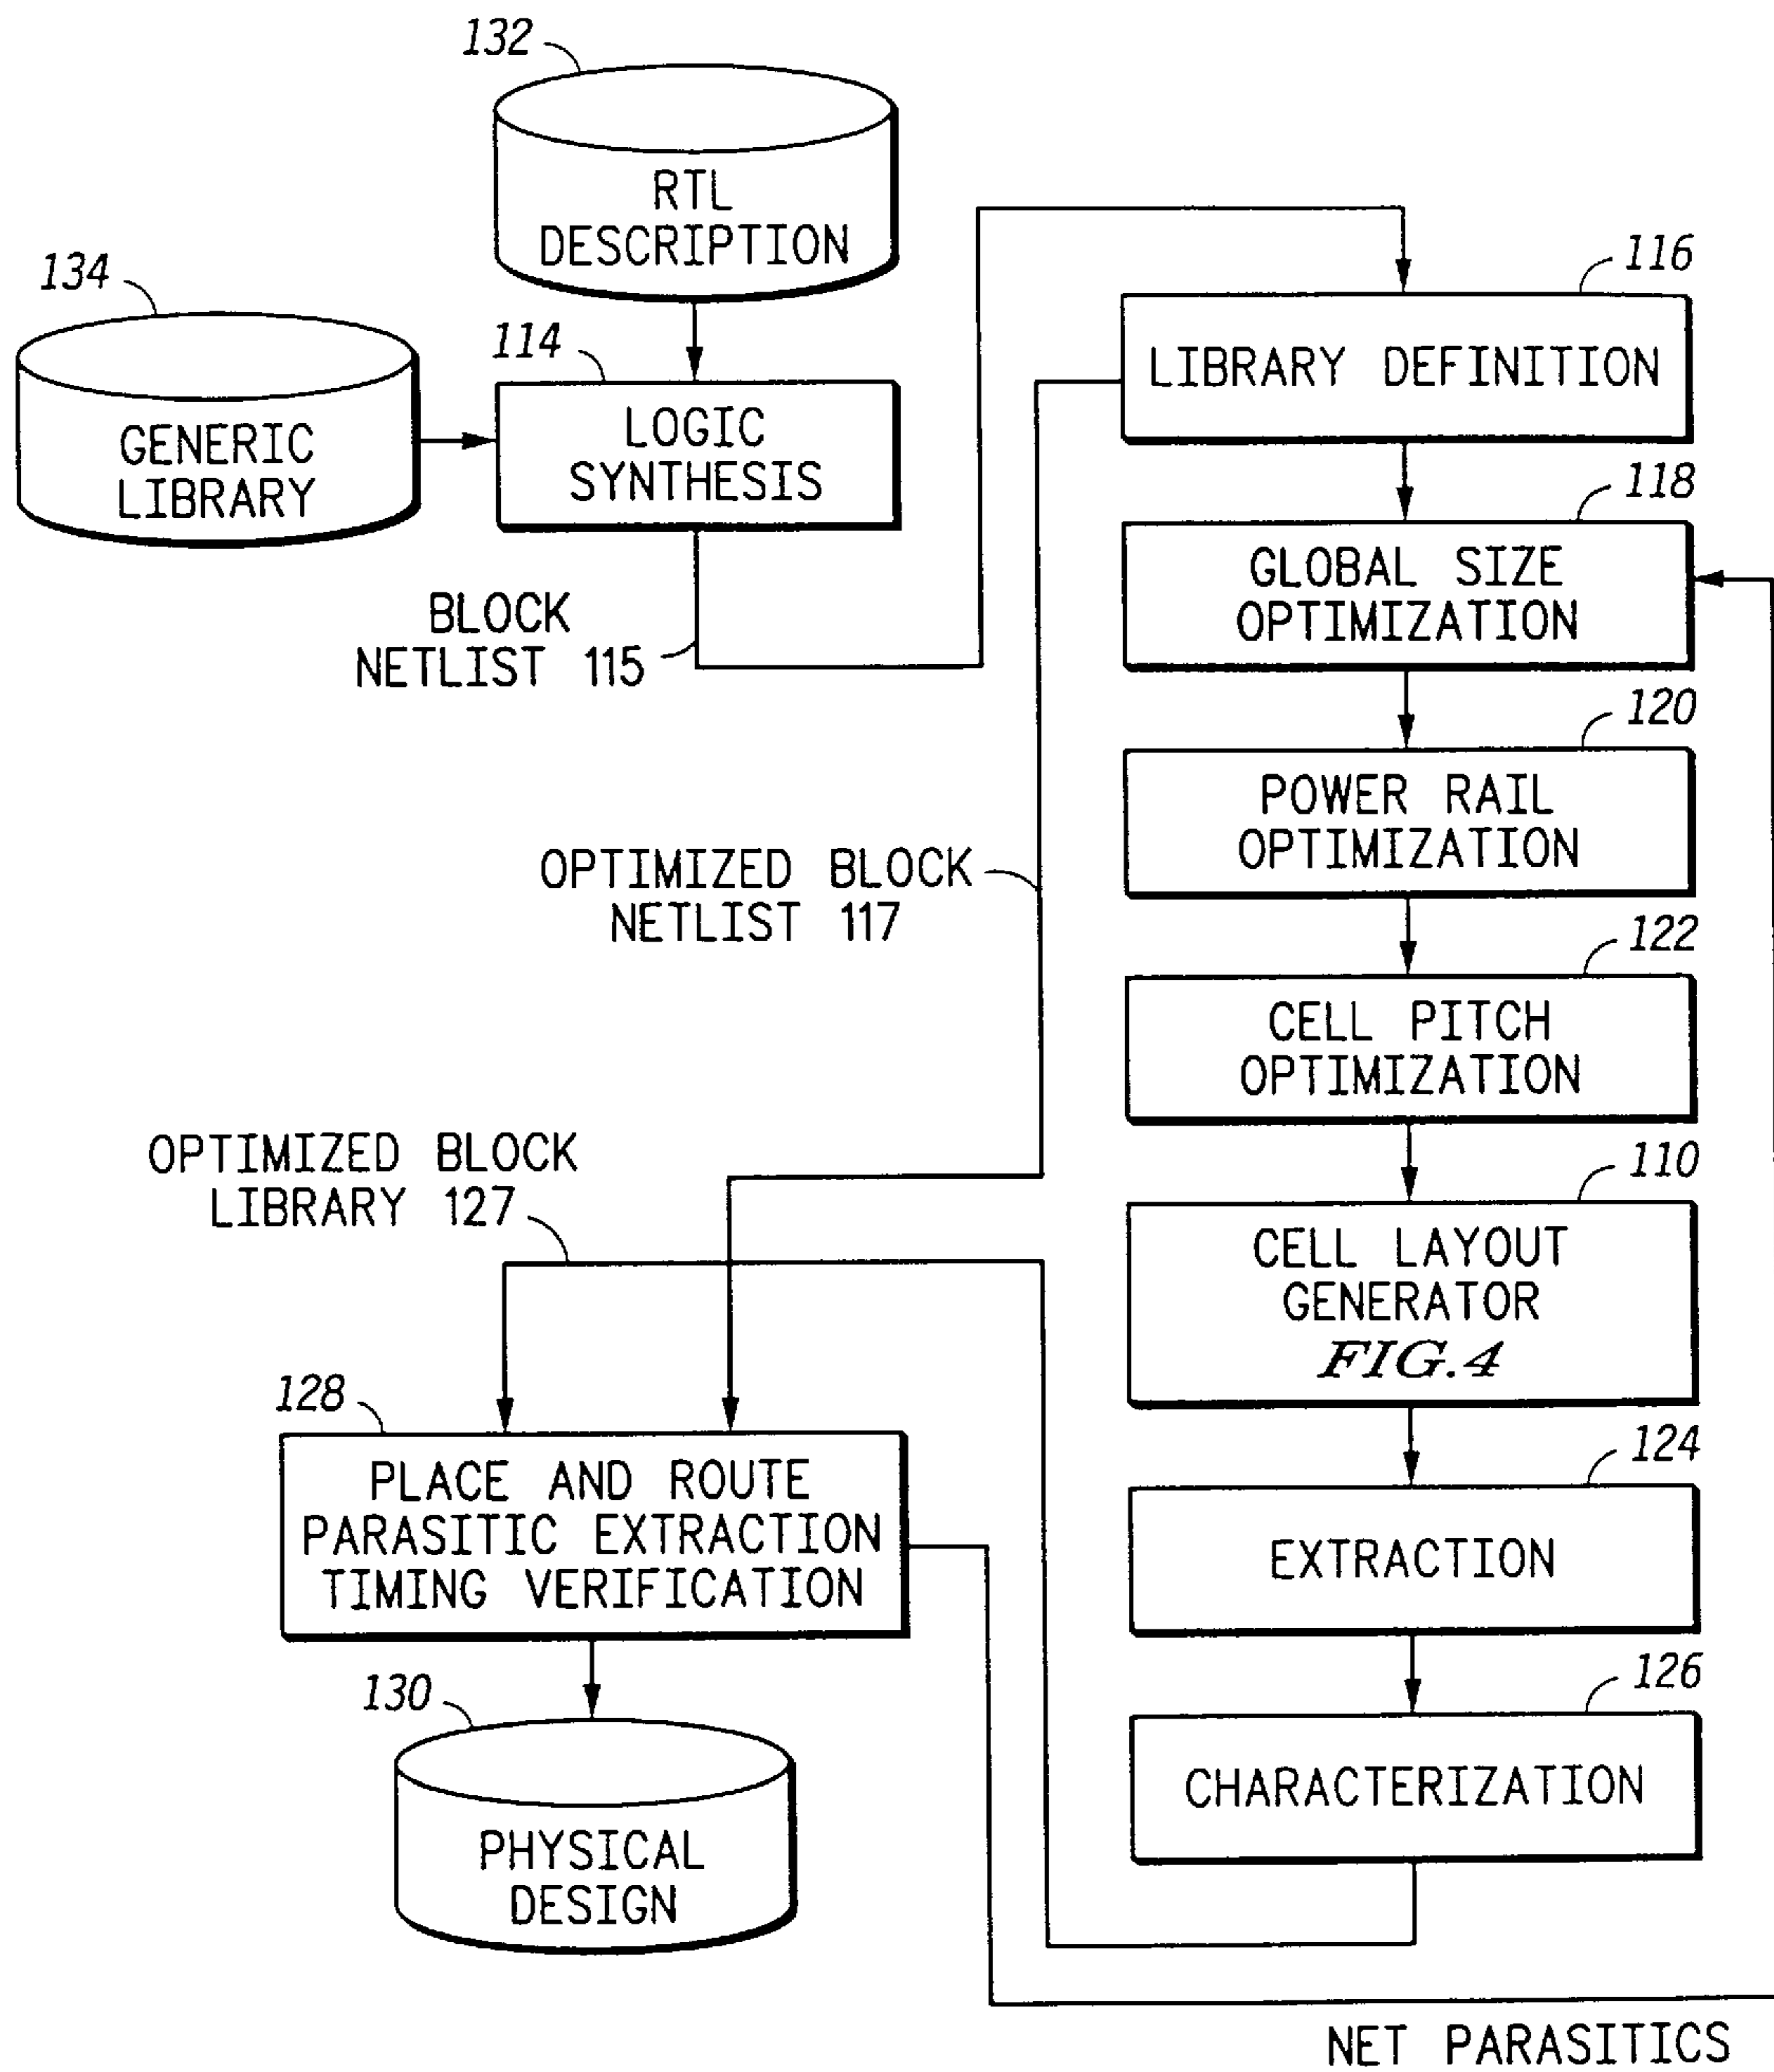 132
RTL
DESCRIPTION
134
GENERIC
LIBRARY
114
LOGIC
SYNTHESIS
BLOCK
NETLIST 115
116
LIBRARY DEFINITION
118
GLOBAL SIZE
OPTIMIZATION
120
POWER RAIL
OPTIMIZATION
OPTIMIZED BLOCK
NETLIST 117
122
CELL PITCH
OPTIMIZATION
OPTIMIZED BLOCK
LIBRARY 127
110
CELL LAYOUT
GENERATOR
FIG.4
128
PLACE AND ROUTE
PARASITIC EXTRACTION
TIMING VERIFICATION
124
EXTRACTION
130
PHYSICAL
DESIGN
126
CHARACTERIZATION
NET PARASITICS